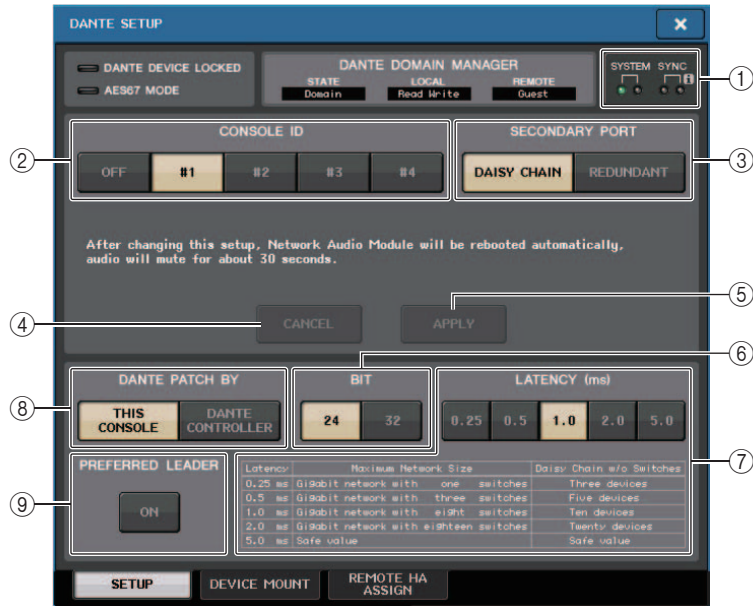 DANTE SETUP
×
DANTE DEVICE LOCKED
AES67 MODE
DANTE DOMAIN MANAGER
STATE LOCAL REMOTE
Domain Read Write Guest
SYSTEM SYNC
i
①
CONSOLE ID
OFF #1 #2 #3 #4
②
SECONDARY PORT
DAISY CHAIN REDUNDANT
③
After changing this setup, Network Audio Module will be rebooted automatically,
audio will mute for about 30 seconds.
④
CANCEL
APPLY
⑤
⑥
DANTE PATCH BY
THIS
CONSOLE
DANTE
CONTROLLER
⑧
BIT
24 32
LATENCY (ms)
0.25 0.5 1.0 2.0 5.0
⑦
PREFERRED LEADER
ON
⑨
Latency Maximum Network Size Daisy Chain w/o Switches
0.25 ms Gigabit network with one switches Three devices
0.5 ms Gigabit network with three switches Five devices
1.0 ms Gigabit network with eight switches Ten devices
2.0 ms Gigabit network with eighteen switches Twenty devices
5.0 ms Safe value Safe value
SETUP
DEVICE MOUNT
REMOTE HA
ASSIGN